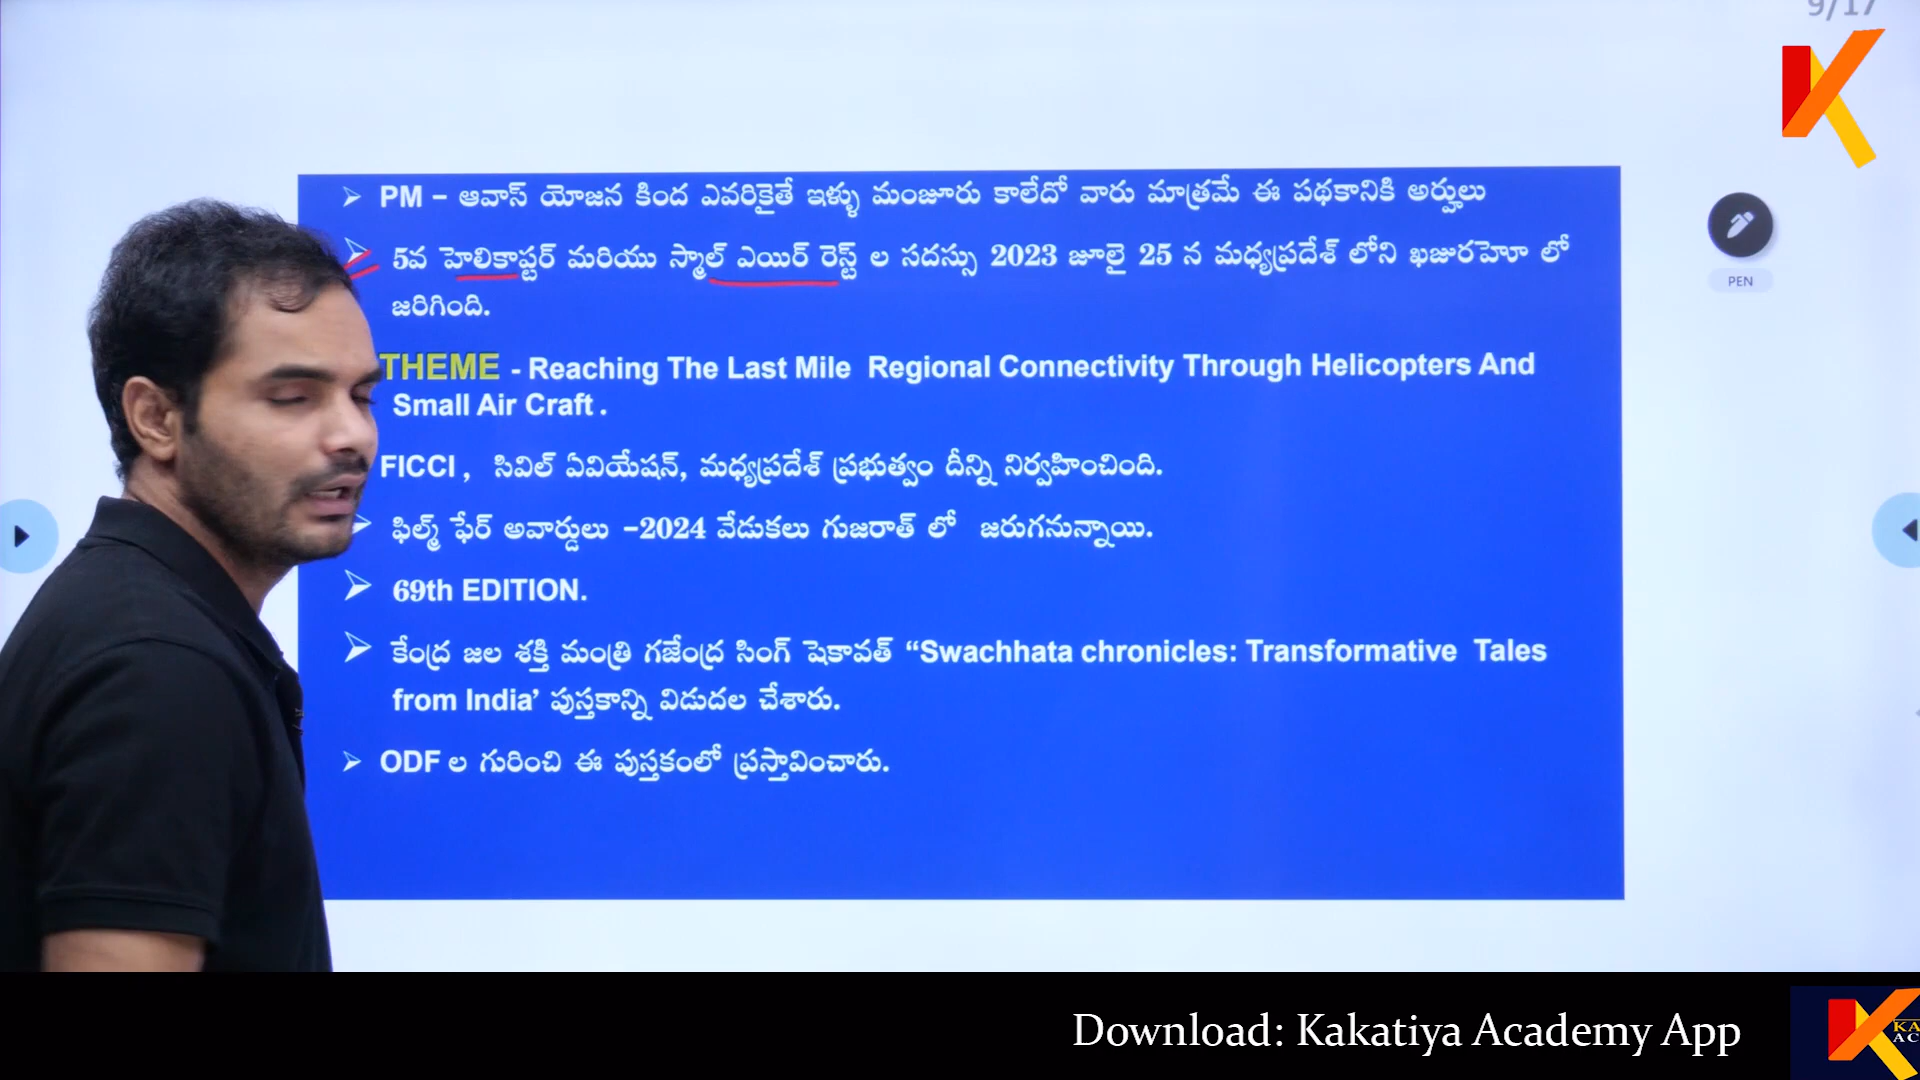 9/17
PM – ఆవాస్ యోజన కింద ఎవరికైతే ఇళ్ళు మంజూరు కాలేదో వారు మాత్రమే ఈ పథకానికి అర్హులు
5వ హెలికాప్టర్ మరియు స్మాల్ ఎయిర్ రెస్ట్ ల సదస్సు 2023 జూలై 25 న మధ్యప్రదేశ్ లోని ఖజురహెూ లో
జరిగింది.
THEME - Reaching The Last Mile Regional Connectivity Through Helicopters And
Small Air Craft .
FICCI , సివిల్ ఏవియేషన్, మధ్యప్రదేశ్ ప్రభుత్వం దీన్ని నిర్వహించింది.
ఫిల్మ్ ఫేర్ అవార్డులు –2024 వేడుకలు గుజరాత్ లో జరుగనున్నాయి.
69th EDITION.
కేంద్ర జల శక్తి మంత్రి గజేంద్ర సింగ్ షెకావత్ “Swachhata chronicles: Transformative Tales
from India’ పుస్తకాన్ని విడుదల చేశారు.
ODF ల గురించి ఈ పుస్తకంలో ప్రస్తావించారు.
PEN
Download: Kakatiya Academy App
KA
AC